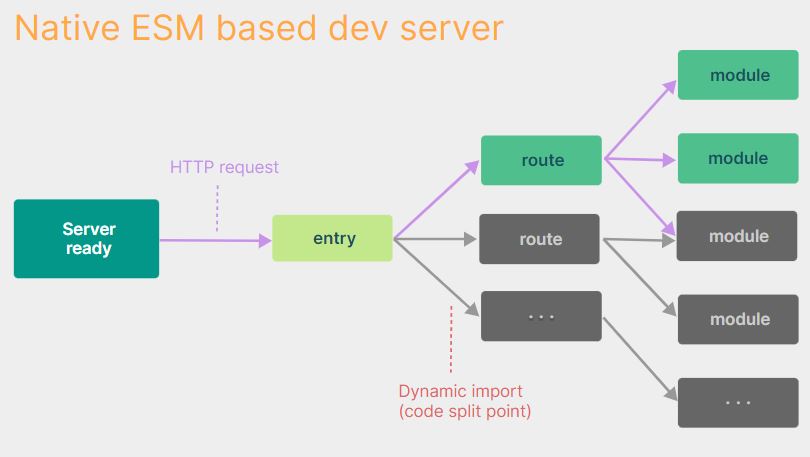 Native ESM based dev server
module
HTTP request
route
module
Server
ready
entry
route
module
...
module
Dynamic import
(code split point)
...